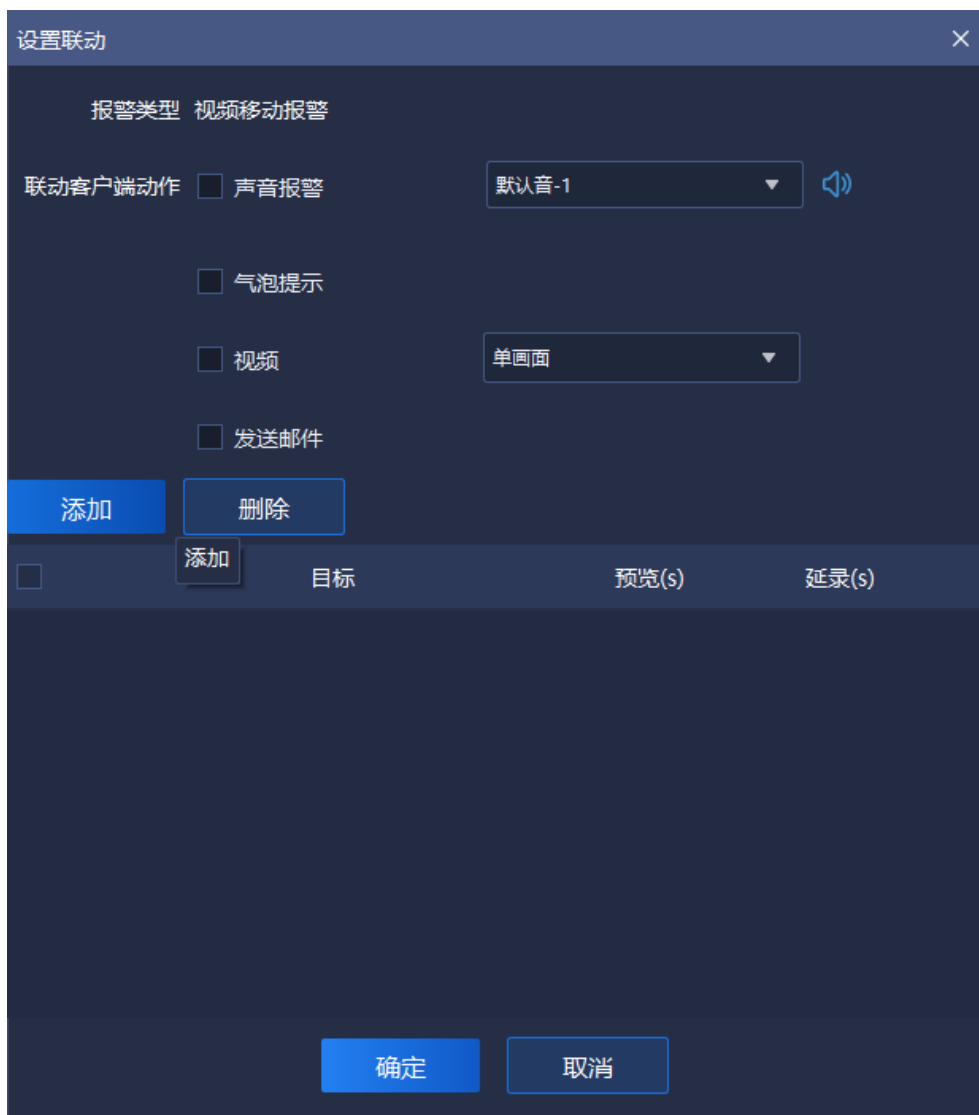 设置联动
报警类型 视频移动报警
联动客户端动作 声音报警 默认音-1
气泡提示
视频 单画面
发送邮件
添加 删除
添加
目标 预览(s) 延录(s)
确定 取消